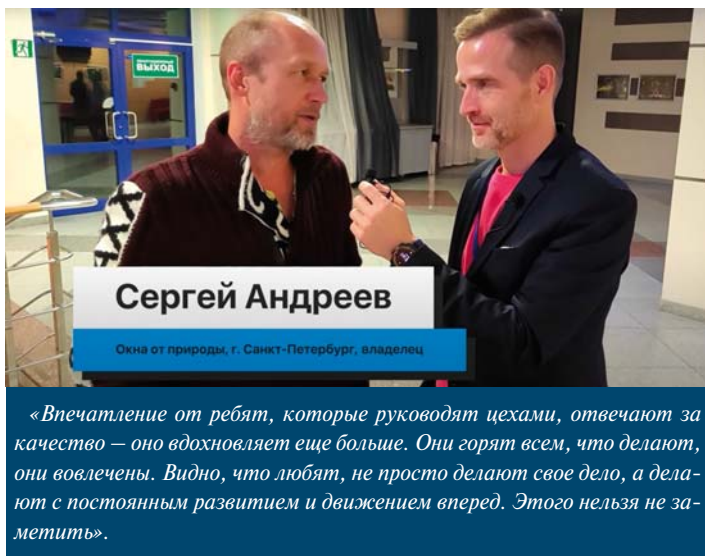 ВЫХОД
Сергей Андреев
Окна от природы, г. Санкт-Петербург, владелец
«Впечатление от ребят, которые руководят цехами, отвечают за
качество — оно вдохновляет еще больше. Они горят всем, что делают,
они вовлечены. Видно, что любят, не просто делают свое дело, а дела-
ют с постоянным развитием и движением вперед. Этого нельзя не за-
метить».